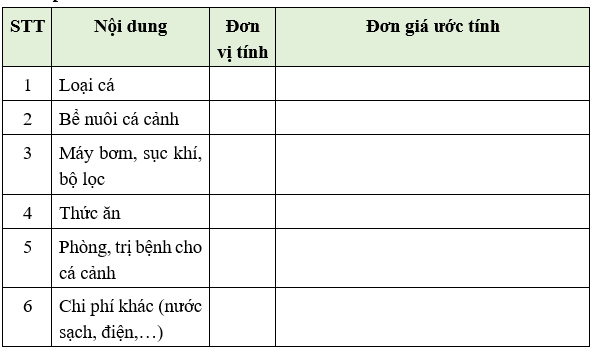 STT Nội dung Đơn vị tính Đơn giá ước tính
1 Loại cá
2 Bể nuôi cá cảnh
3 Máy bơm, sục khí,
bộ lọc
4 Thức ăn
5 Phòng, trị bệnh cho
cá cảnh
6 Chi phí khác (nước
sạch, điện,…)